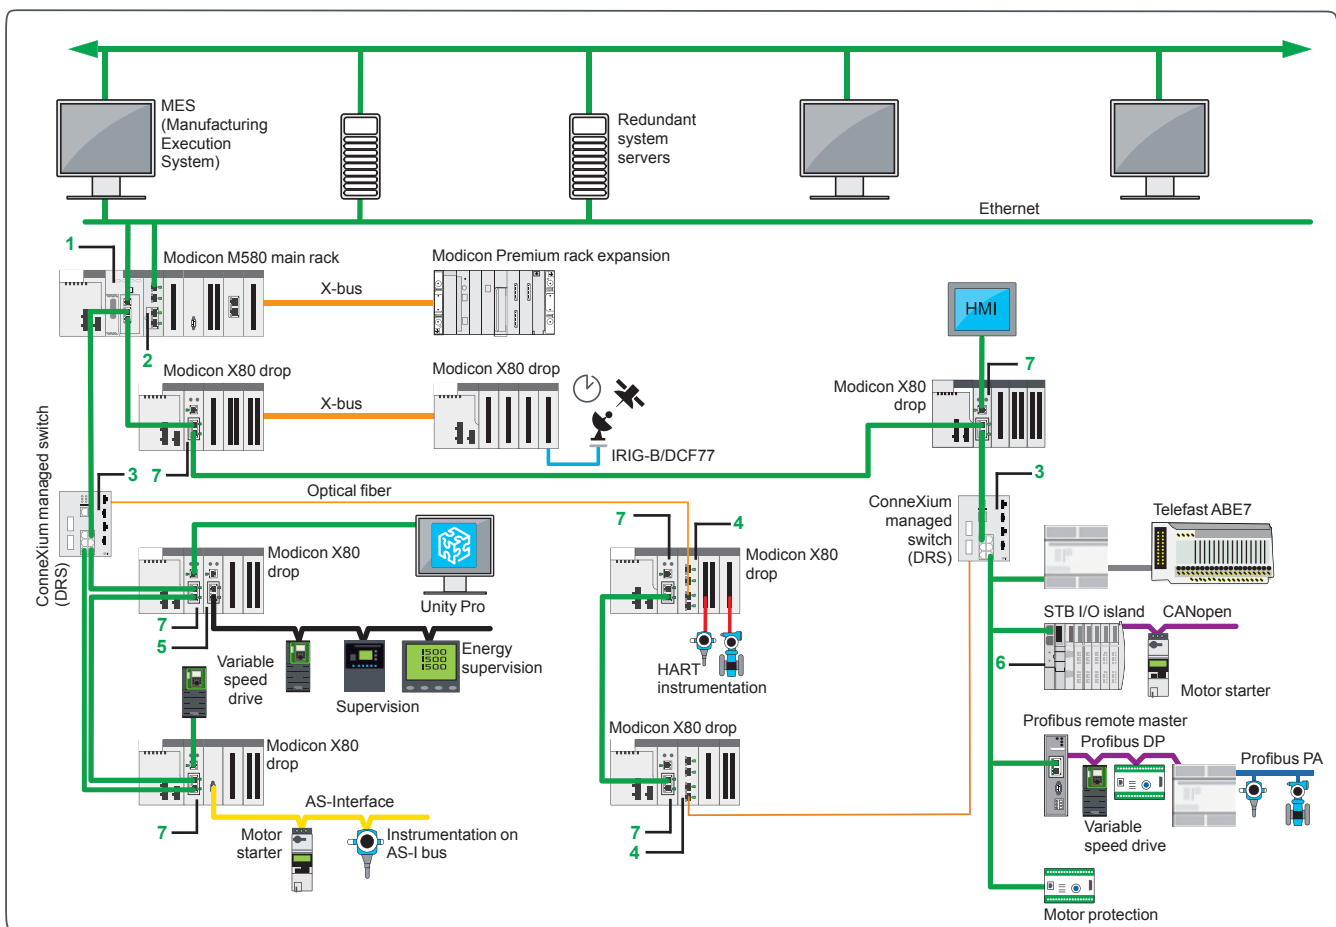 MES
(Manufacturing
Execution
System)
Redundant
system
servers
Ethernet
1
Modicon M580 main rack
Modicon Premium rack expansion
X-bus
HMI
2
7
Modicon X80 drop
Modicon X80 drop
Modicon X80
drop
X-bus
IRIG-B/DCF77
7
ConneXium managed switch
(DRS)
3
Optical fiber
3
ConneXium
managed
switch
(DRS)
Telefast ABE7
Modicon X80
drop
Unity Pro
7
4
Modicon X80
drop
7
5
Variable
speed
drive
Supervision
1500
1500
1500
Energy
supervision
HART
instrumentation
STB I/O island
CANopen
6
Motor starter
Modicon X80
drop
Modicon X80 drop
Profibus remote master
Profibus DP
Profibus PA
Variable
speed drive
7
AS-Interface
Motor
starter
Instrumentation on
AS-I bus
7
4
Motor protection